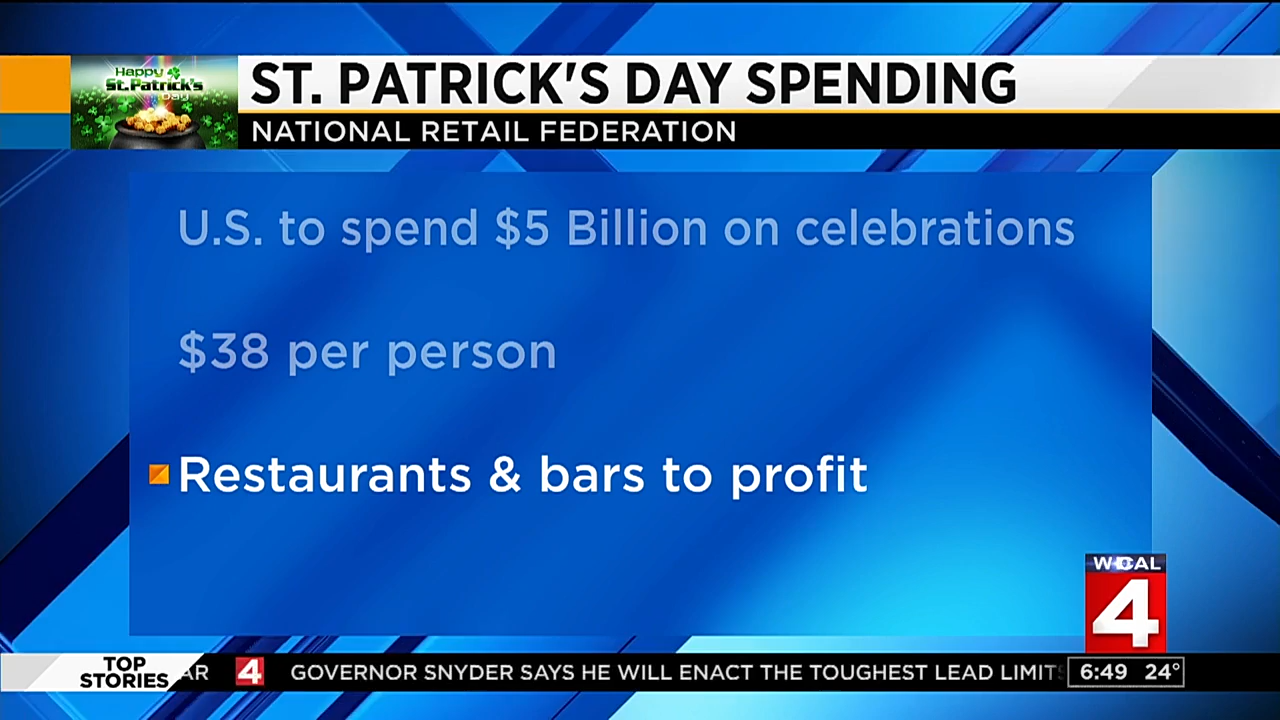 Happy
St.Patrick's
Day
ST. PATRICK'S DAY SPENDING
NATIONAL RETAIL FEDERATION
U.S. to spend $5 Billion on celebrations
$38 per person
Restaurants & bars to profit
4
TOP
STORIES
AR 4 GOVERNOR SNYDER SAYS HE WILL ENACT THE TOUGHEST LEAD LIMITS
6:49 24°